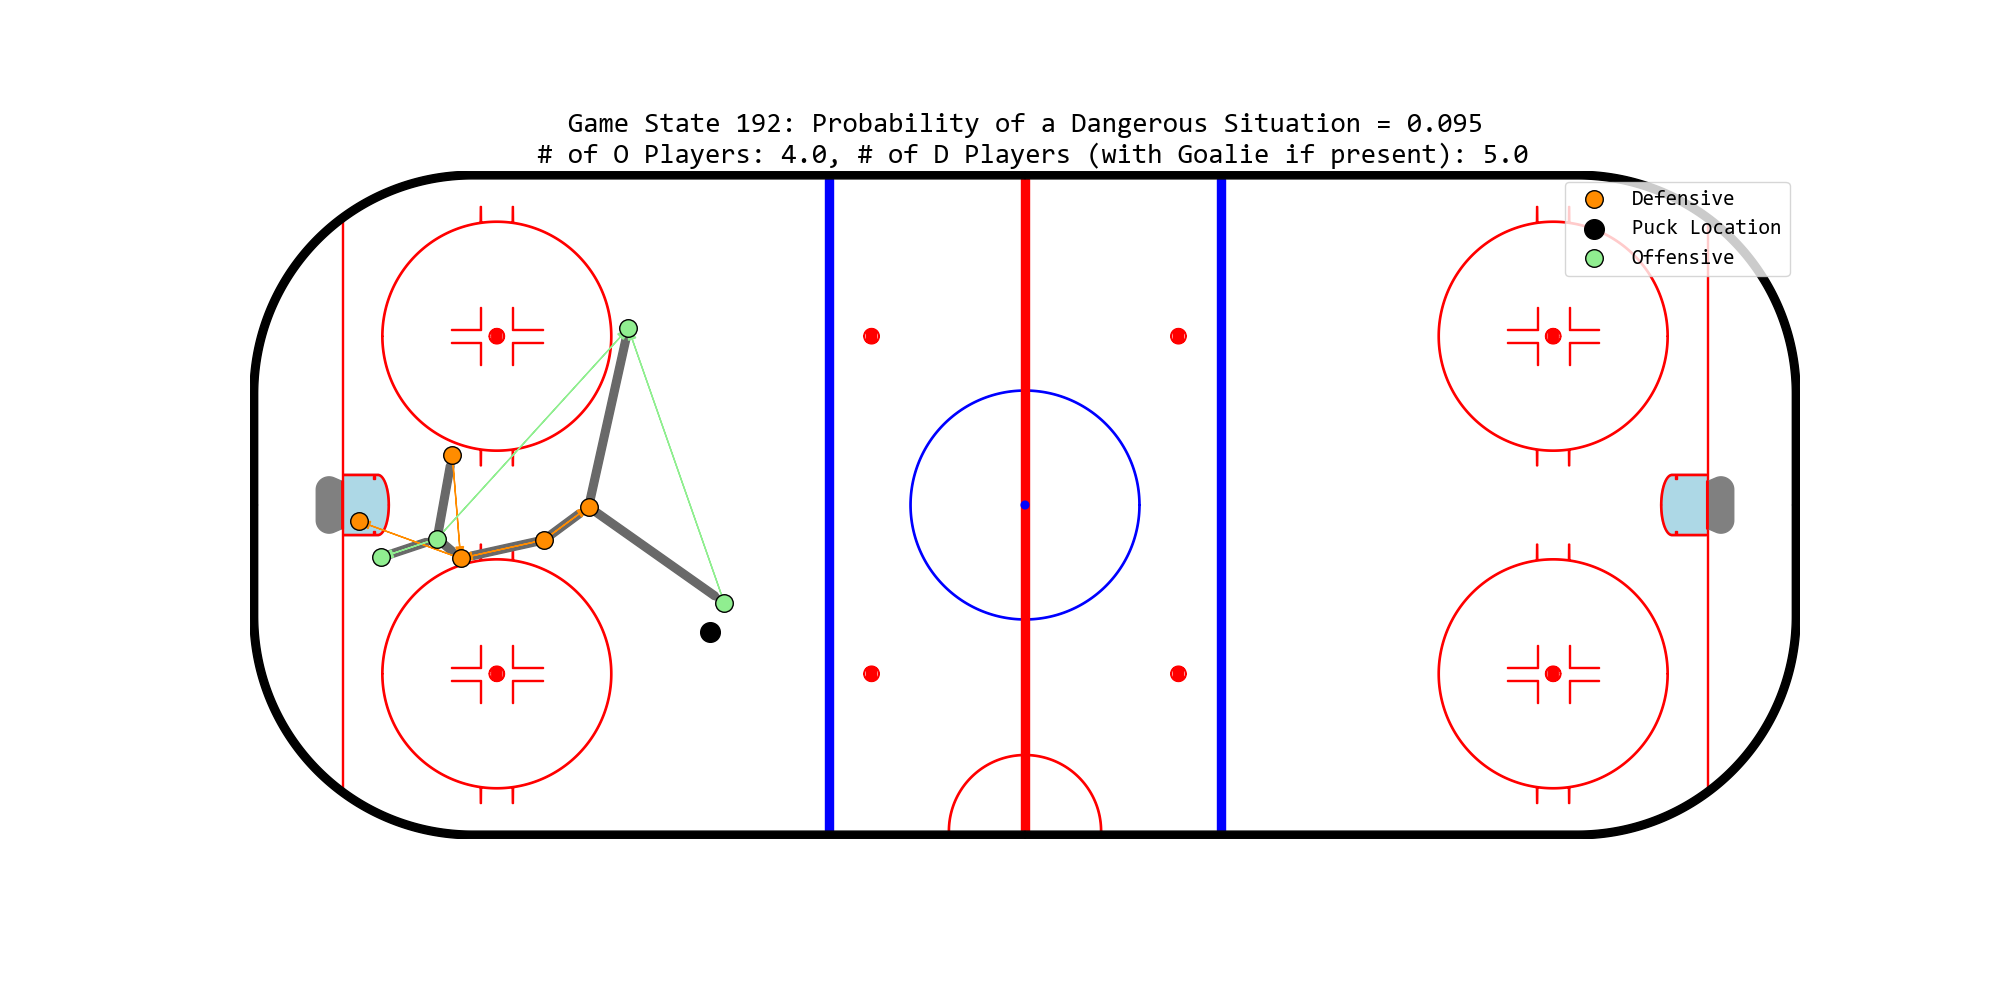 Game State 192: Probability of a Dangerous Situation = 0.095
# of O Players: 4.0, # of D Players (with Goalie if present): 5.0
Defensive
Puck Location
Offensive